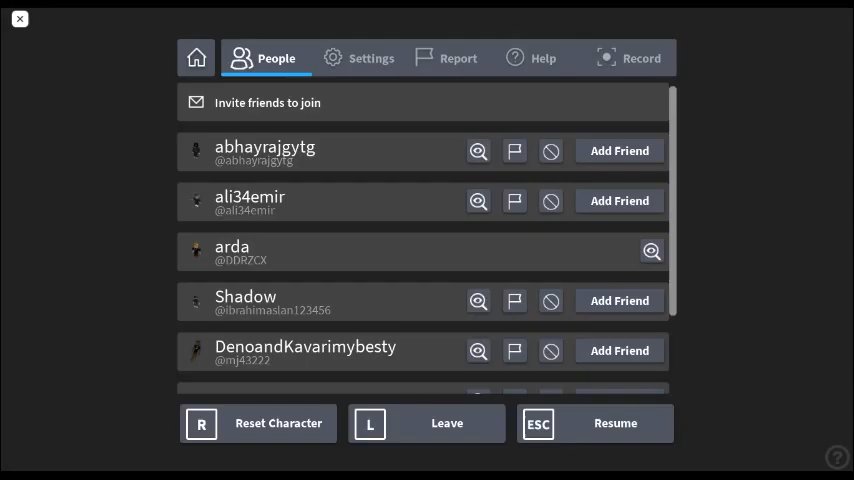 People
Settings
Report
Help
Record
Invite friends to join
abhayrajgytg
@abhayrajgytg
Add Friend
ali34emir
@ali34emir
Add Friend
arda
@DDRZCX
Shadow
@ibrahimaslan123456
Add Friend
DenoandKavarimybesty
@mj43222
Add Friend
R Reset Character
L Leave
ESC Resume